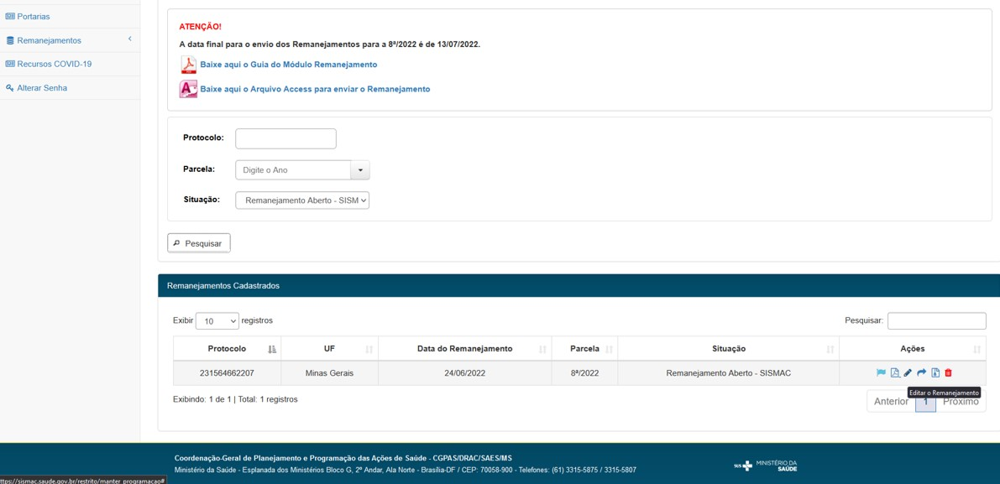 Portarias
Remanejamentos
Recursos COVID-19
Alterar Senha
ATENÇÃO!
A data final para o envio dos Remanejamentos para a 8ª/2022 é de 13/07/2022.
Baixe aqui o Guia do Módulo Remanejamento
Baixe aqui o Arquivo Access para enviar o Remanejamento
Protocolo:
Parcela: Digite o Ano
Situação: Remanejamento Aberto - SISM
Pesquisar
Remanejamentos Cadastrados
Exibir 10 registros Pesquisar:
Protocolo UF Data do Remanejamento Parcela Situação Ações
231564662207 Minas Gerais 24/06/2022 8ª/2022 Remanejamento Aberto - SISMAC
Editar o Remanejamento
Exibindo: 1 de 1 | Total: 1 registros Anterior 1 Próximo
Coordenação-Geral de Planejamento e Programação das Ações de Saúde - CGPAS/DRAC/SAES/MS
Ministério da Saúde - Esplanada dos Ministérios Bloco G, 2º Andar, Ala Norte - Brasília-DF / CEP: 70058-900 - Telefones: (61) 3315-5875 / 3315-5807
SUS MINISTÉRIO DA
SAÚDE
ttps://sismac.saude.gov.br/restrito/manter_programacao#